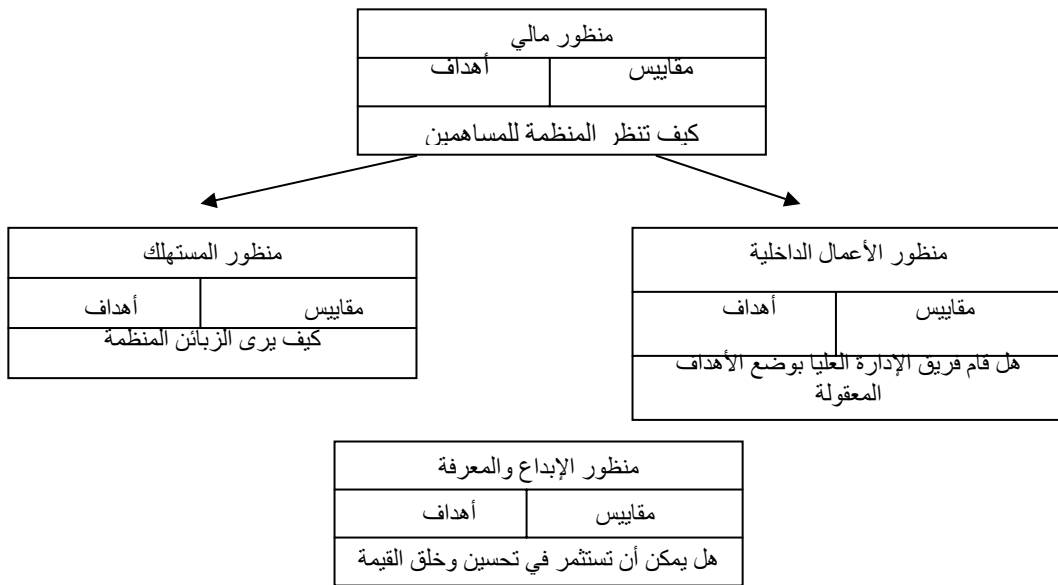 منظور مالي
مقاييس
أهداف
كيف تنظر المنظمة للمساهمين
منظور الأعمال الداخلية
مقاييس
أهداف
هل قام فريق الإدارة العليا بوضع الأهداف
المعقولة
منظور المستهلك
مقاييس
أهداف
كيف يرى الزبائن المنظمة
منظور الإبداع والمعرفة
مقاييس
أهداف
هل يمكن أن تستثمر في تحسين وخلق القيمة